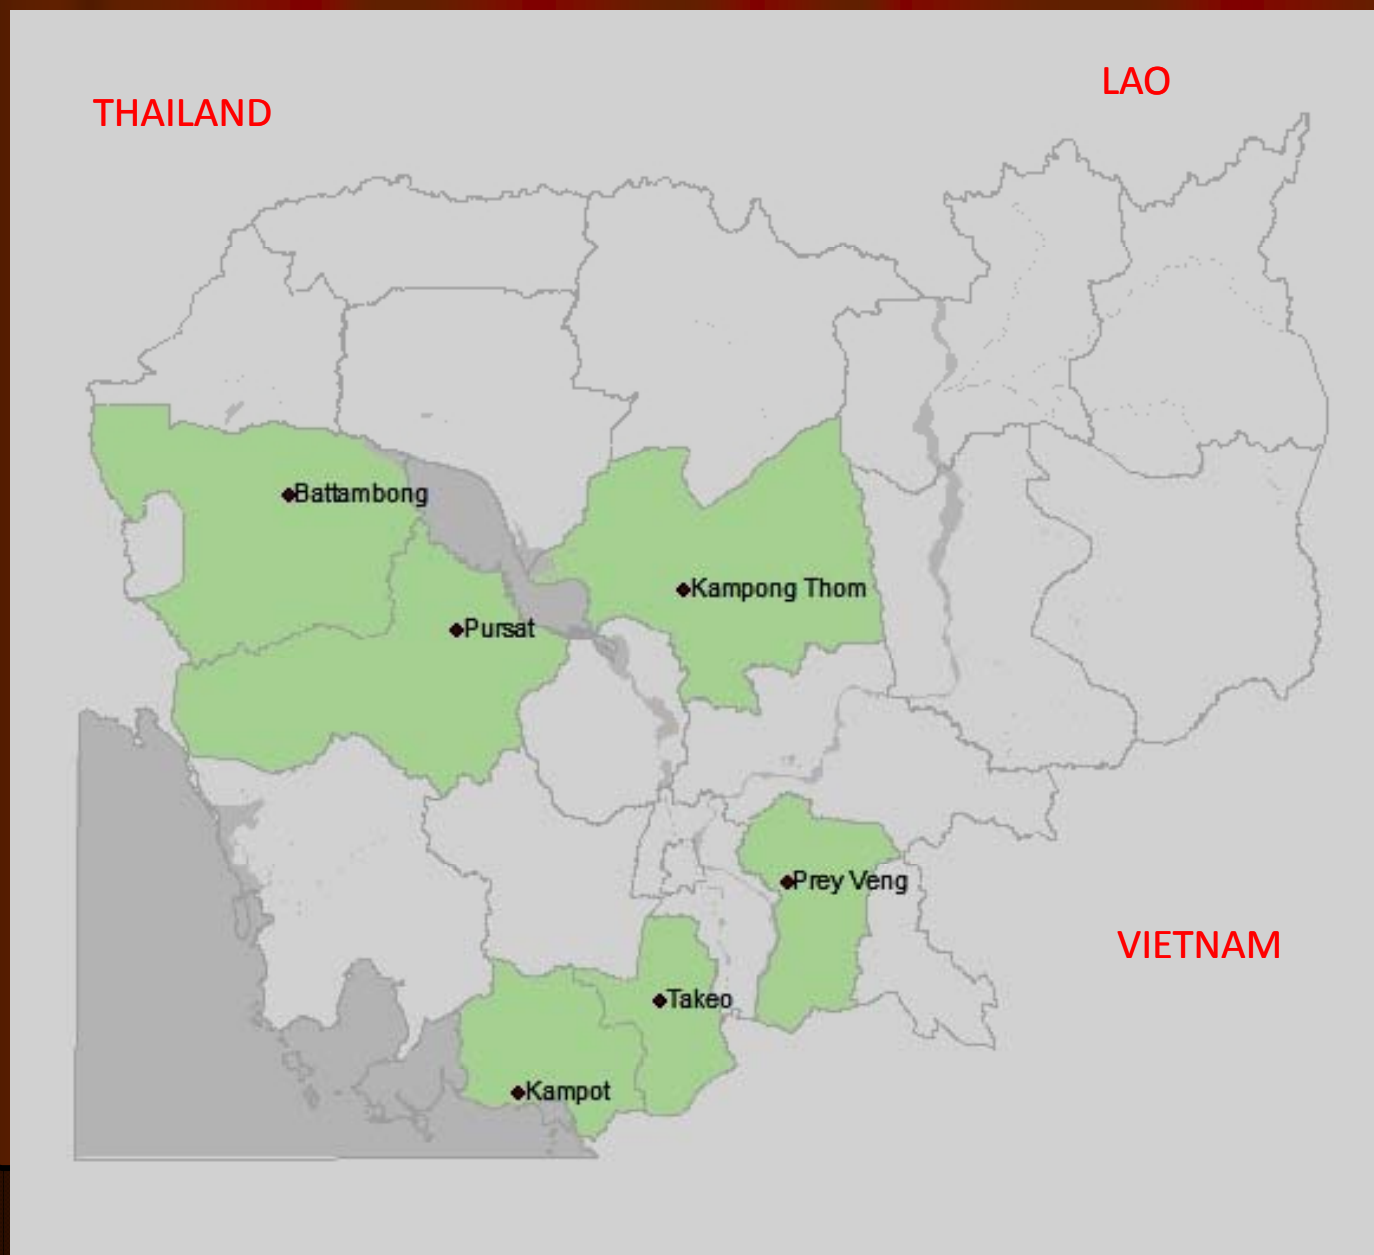 LAO
THAILAND
Battambong
Kampong Thom
Pursat
Prey Veng
VIETNAM
Takeo
Kampot